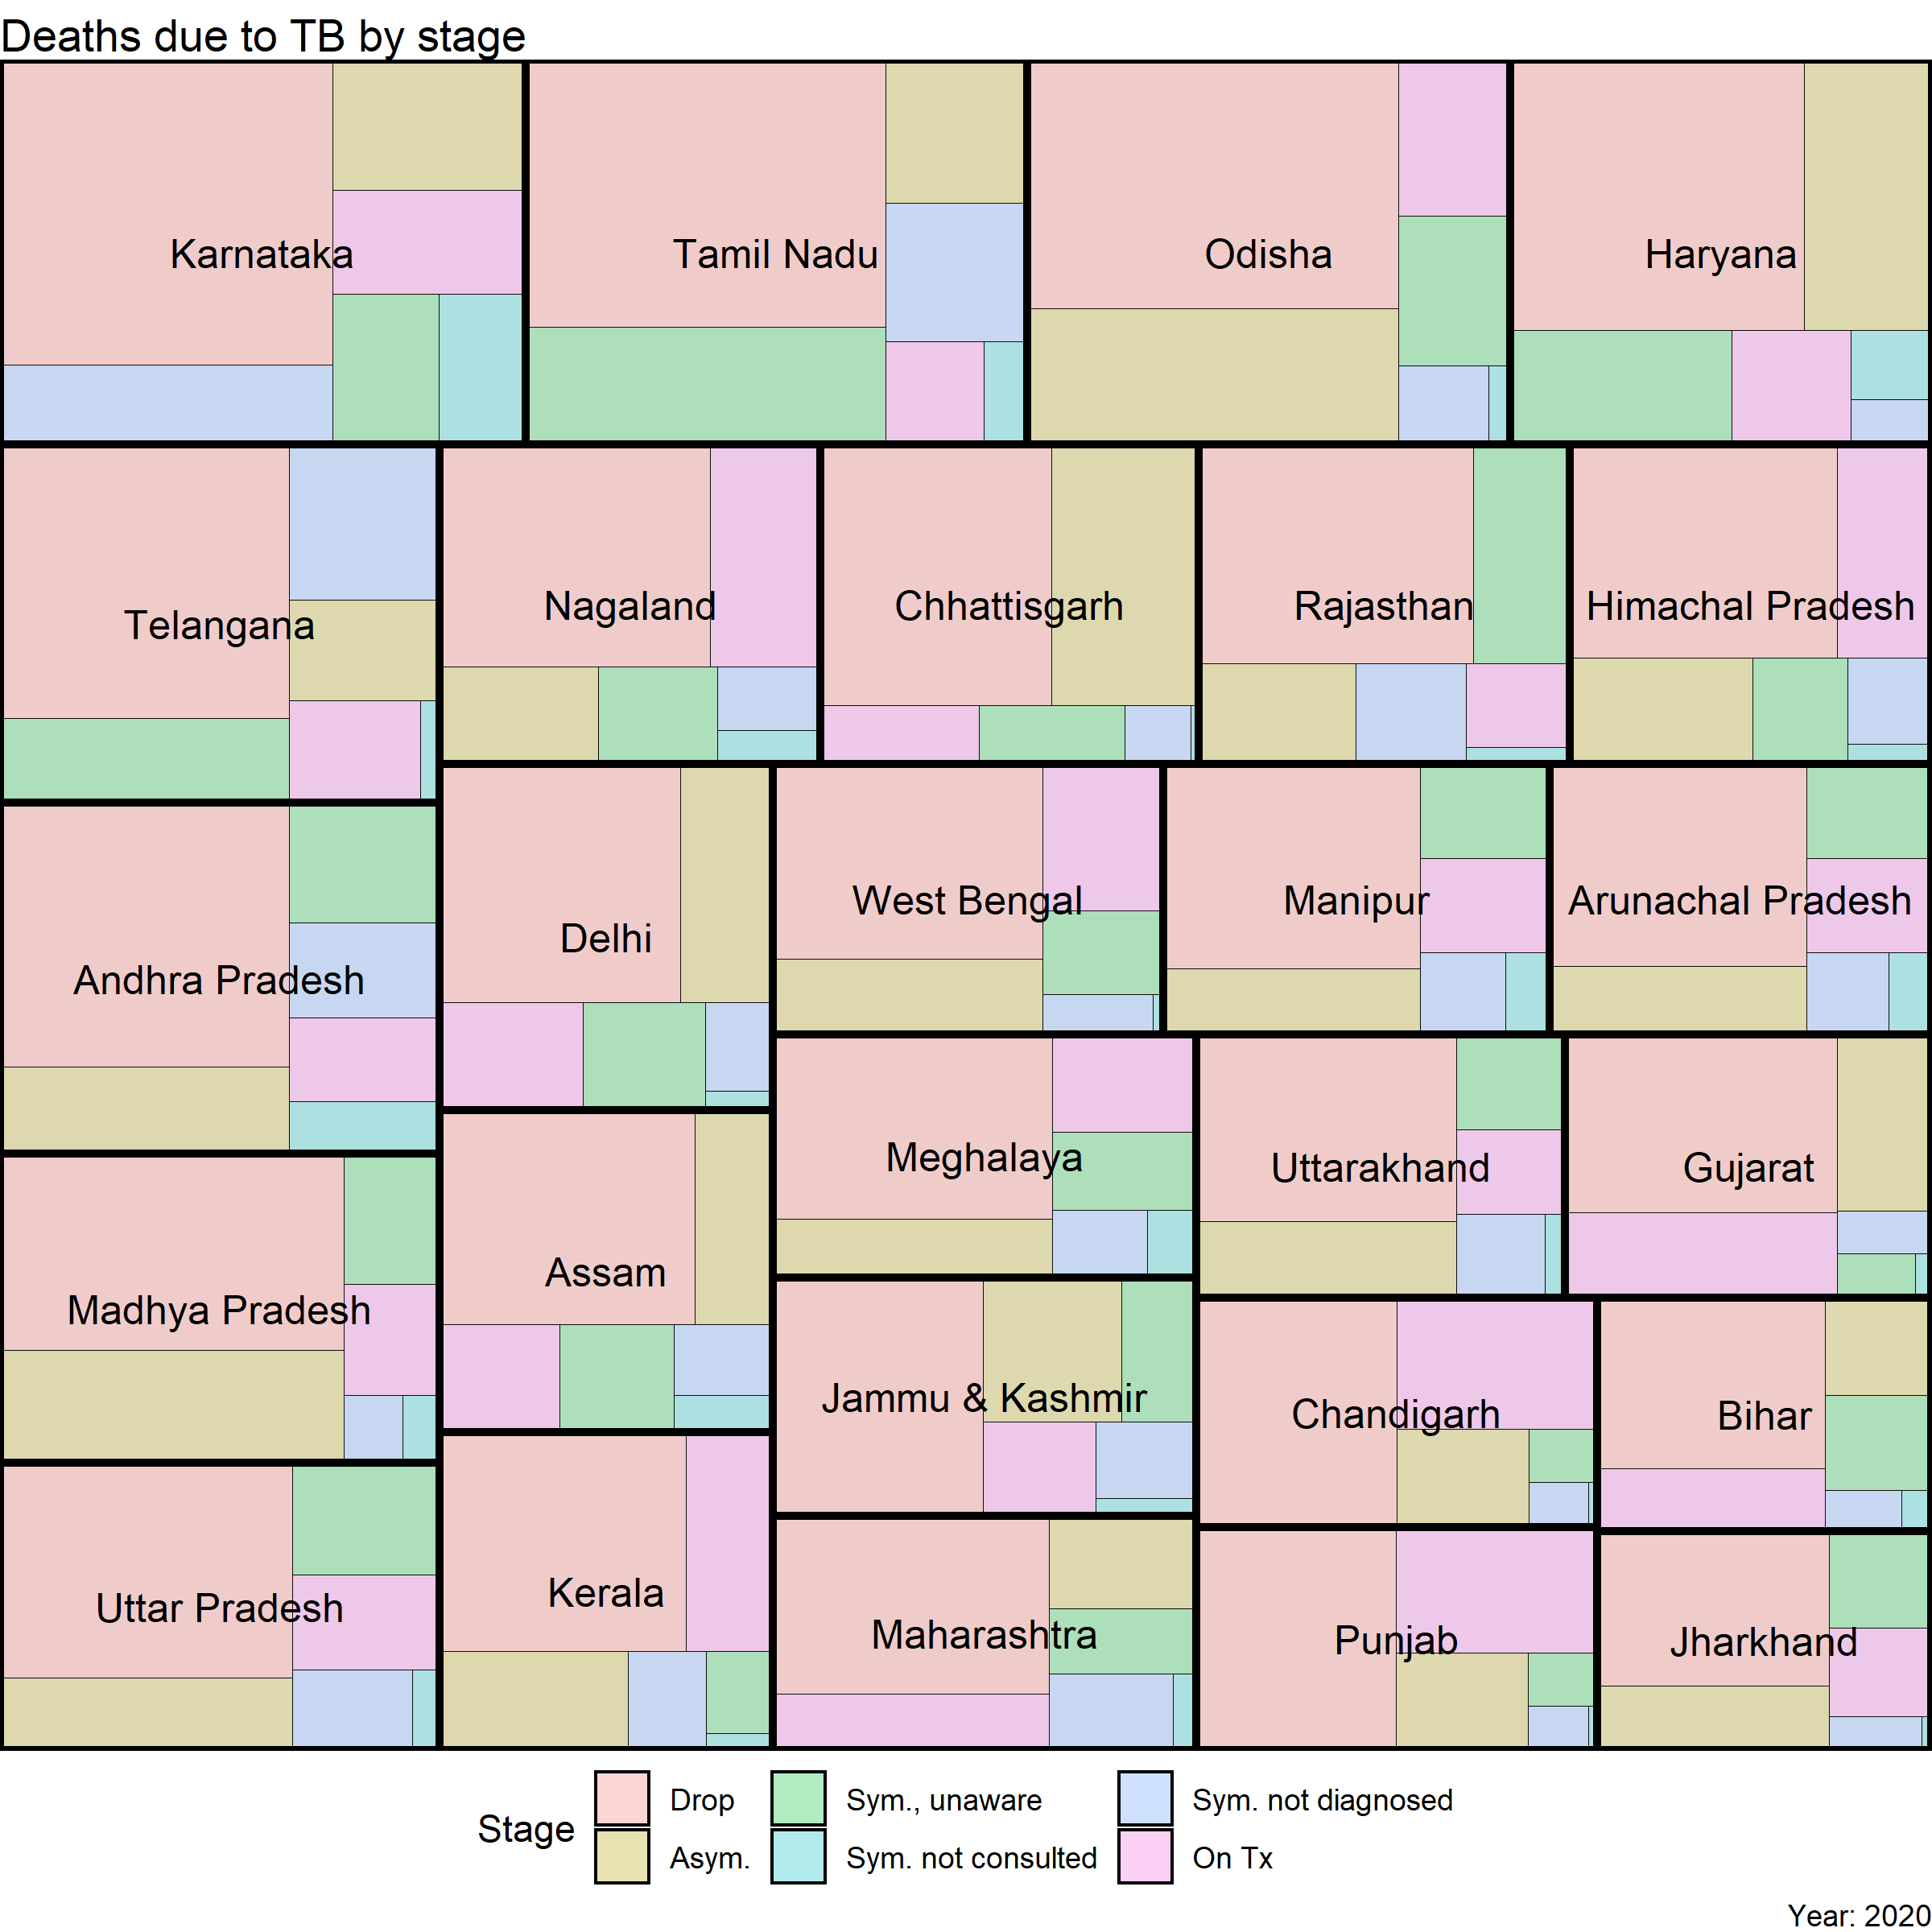 Deaths due to TB by stage
Karnataka
Tamil Nadu
Odisha
Haryana
Telangana
Nagaland
Chhattisgarh
Rajasthan
Himachal Pradesh
Andhra Pradesh
Delhi
West Bengal
Manipur
Arunachal Pradesh
Madhya Pradesh
Assam
Meghalaya
Uttarakhand
Gujarat
Jammu & Kashmir
Chandigarh
Bihar
Uttar Pradesh
Kerala
Maharashtra
Punjab
Jharkhand
Stage
Drop
Sym., unaware
Sym. not diagnosed
Asym.
Sym. not consulted
On Tx
Year: 2020